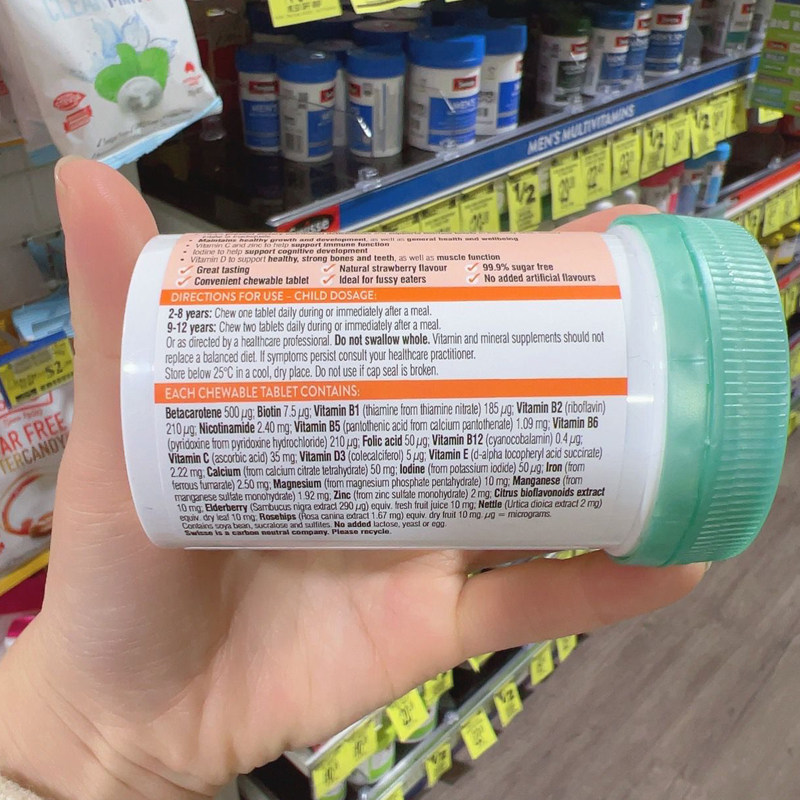 MEN'S MULTIVITAMINS
Swisse
1/2
• Maintains healthy growth and development, as well as general health and wellbeing
• Vitamin C and zinc to help support immune function
• Iodine to help support cognitive development
• Vitamin D to support healthy, strong bones and teeth, as well as muscle function
Great tasting Natural strawberry flavour 99.9% sugar free
Convenient chewable tablet Ideal for fussy eaters No added artificial flavours
DIRECTIONS FOR USE – CHILD DOSAGE:
2-8 years: Chew one tablet daily during or immediately after a meal.
9-12 years: Chew two tablets daily during or immediately after a meal.
Or as directed by a healthcare professional. Do not swallow whole. Vitamin and mineral supplements should not
replace a balanced diet. If symptoms persist consult your healthcare practitioner.
Store below 25°C in a cool, dry place. Do not use if cap seal is broken.
EACH CHEWABLE TABLET CONTAINS:
Betacarotene 500 µg; Biotin 7.5 µg; Vitamin B1 (thiamine from thiamine nitrate) 185 µg; Vitamin B2 (riboflavin)
210 µg; Nicotinamide 2.40 mg; Vitamin B5 (pantothenic acid from calcium pantothenate) 1.09 mg; Vitamin B6
(pyridoxine from pyridoxine hydrochloride) 210 µg; Folic acid 50 µg; Vitamin B12 (cyanocobalamin) 0.4 µg;
Vitamin C (ascorbic acid) 35 mg; Vitamin D3 (colecalciferol) 5 µg; Vitamin E (d-alpha tocopheryl acid succinate)
2.22 mg; Calcium (from calcium citrate tetrahydrate) 50 mg; Iodine (from potassium iodide) 50 µg; Iron (from
ferrous fumarate) 2.50 mg; Magnesium (from magnesium phosphate pentahydrate) 10 mg; Manganese (from
manganese sulfate monohydrate) 1.92 mg, Zinc (from zinc sulfate monohydrate) 2 mg; Citrus bioflavonoids extract
10 mg; Elderberry (Sambucus nigra extract 290 µg) equiv. fresh fruit juice 10 mg; Nettle (Urtica dioica extract 2 mg)
equiv. dry leaf 10 mg; Rosehips (Rosa canina extract 1.67 mg) equiv. dry fruit 10 mg. µg = micrograms.
Contains soya bean, sucralose and sulfites. No added lactose, yeast or egg.
Swisse is a carbon neutral company. Please recycle.